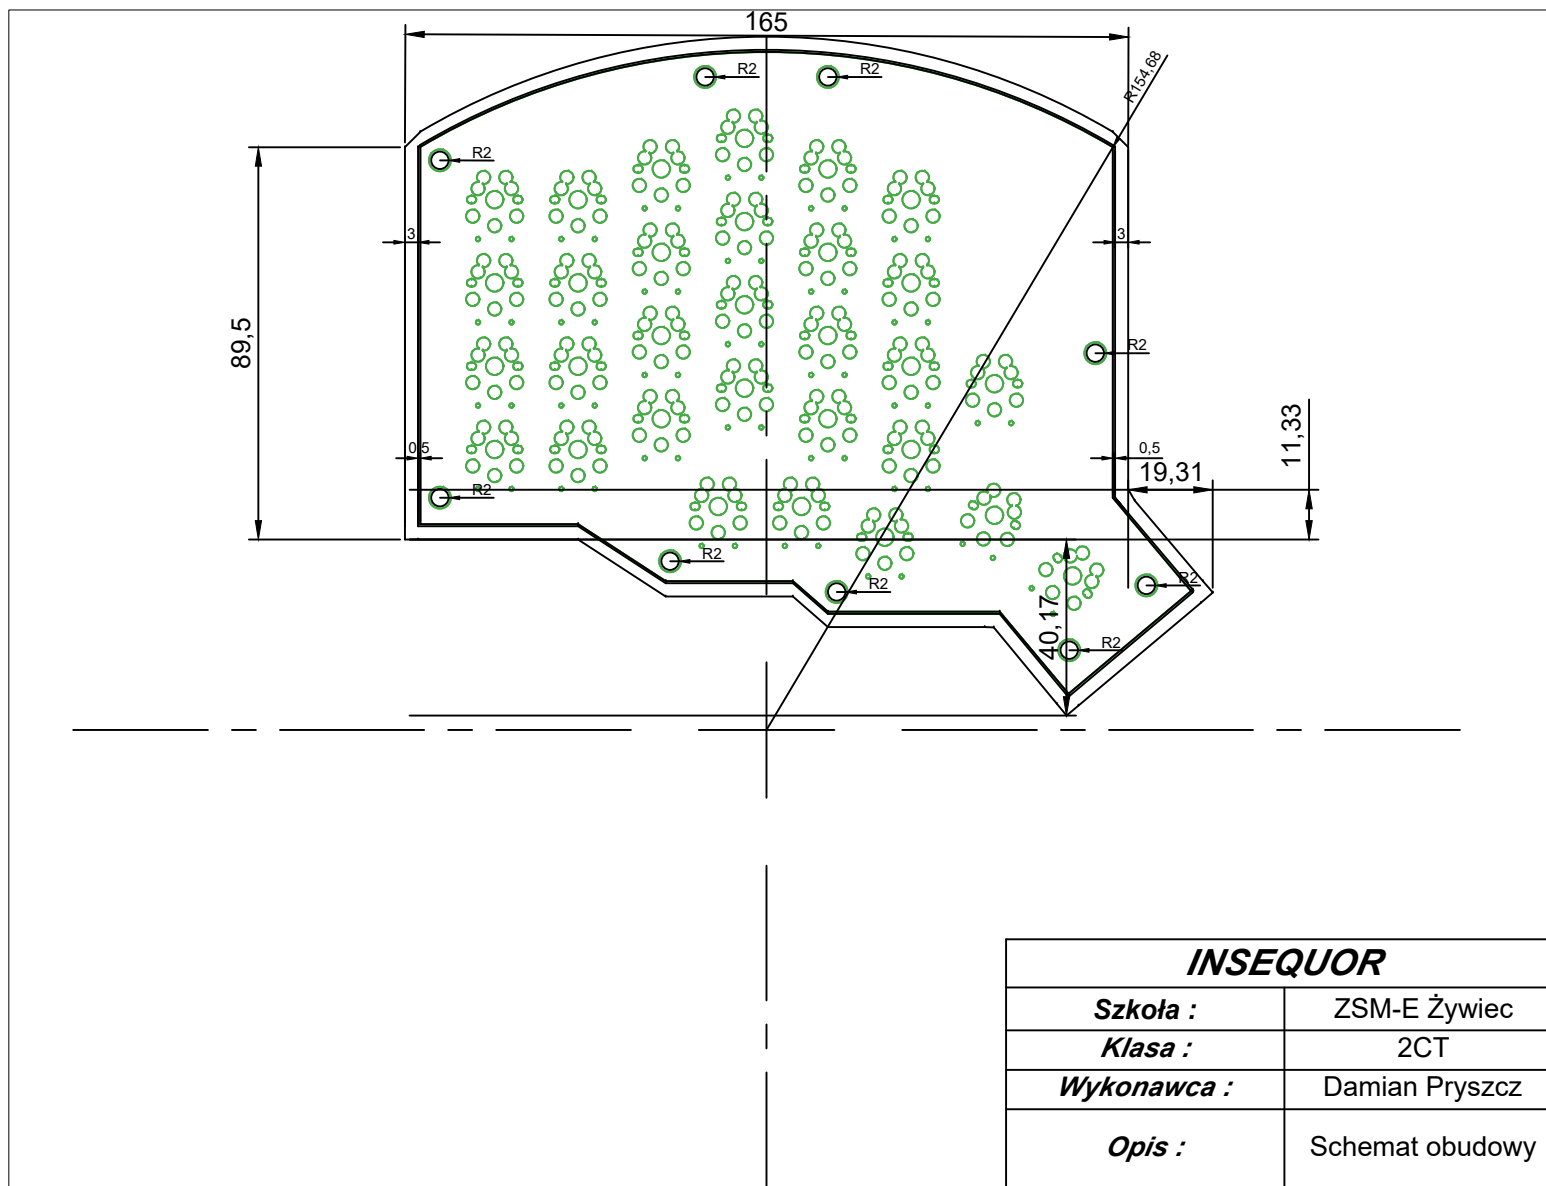 165
R2 R2
R154,68
R2
3 3
R2
89,5
0,5 0,5
19,31
11,33
R2
R2
R2
R2
40,17
R2
INSEQUOR
Szkoła : ZSM-E Żywiec
Klasa : 2CT
Wykonawca : Damian Pryszcz
Opis : Schemat obudowy